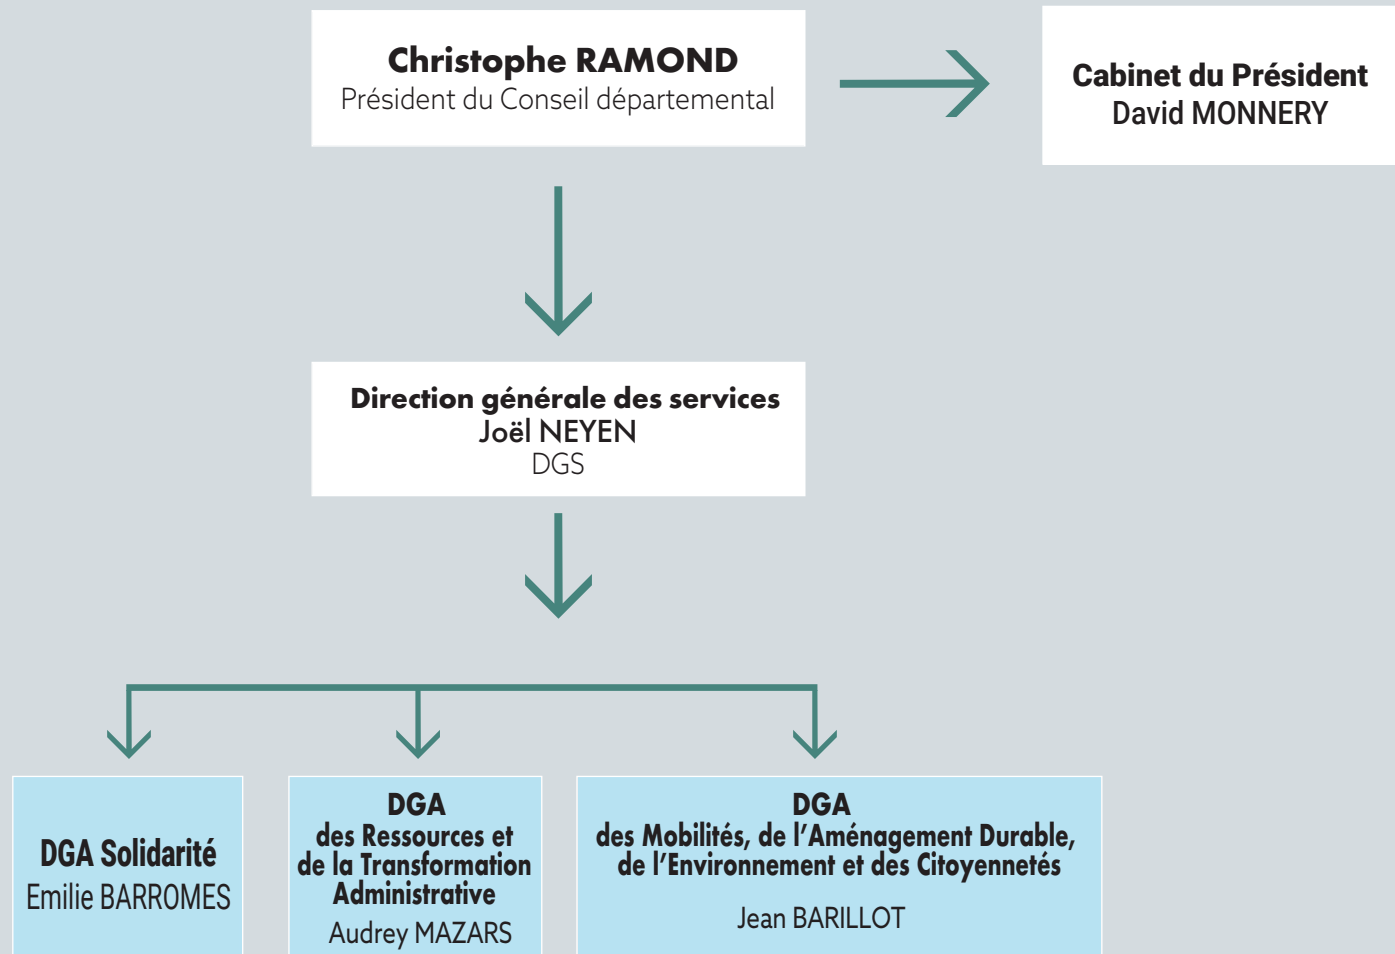 Christophe RAMOND
Président du Conseil départemental
Cabinet du Président
David MONNERY
Direction générale des services
Joël NEYEN
DGS
DGA Solidarité
Emilie BARROMES
DGA
des Ressources et
de la Transformation
Administrative
Audrey MAZARS
DGA
des Mobilités, de l'Aménagement Durable,
de l'Environnement et des Citoyennetés
Jean BARILLOT